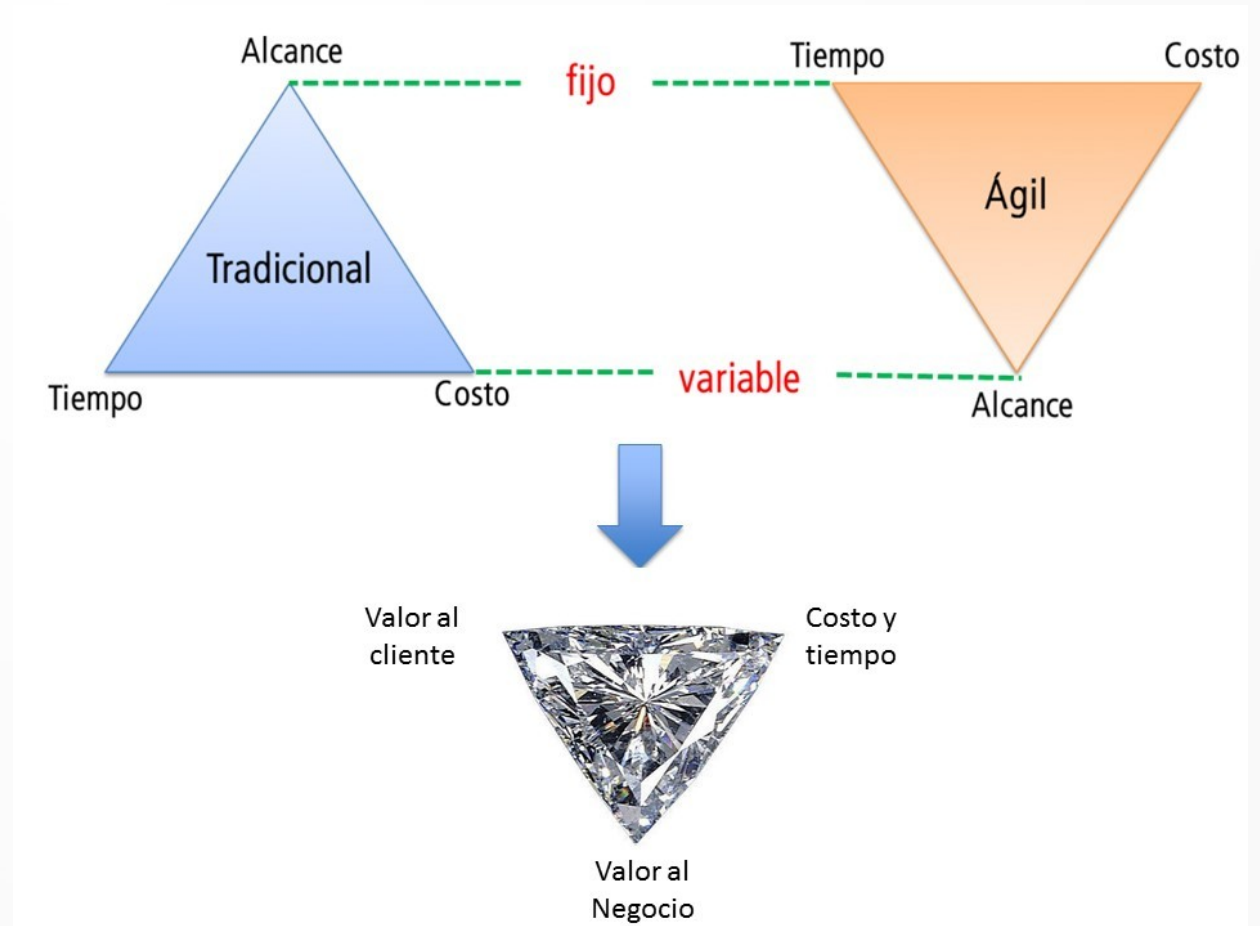 Alcance
fijo
Tiempo
Costo
Tradicional
Ágil
Tiempo
Costo
variable
Alcance
Valor al
cliente
Costo y
tiempo
Valor al
Negocio